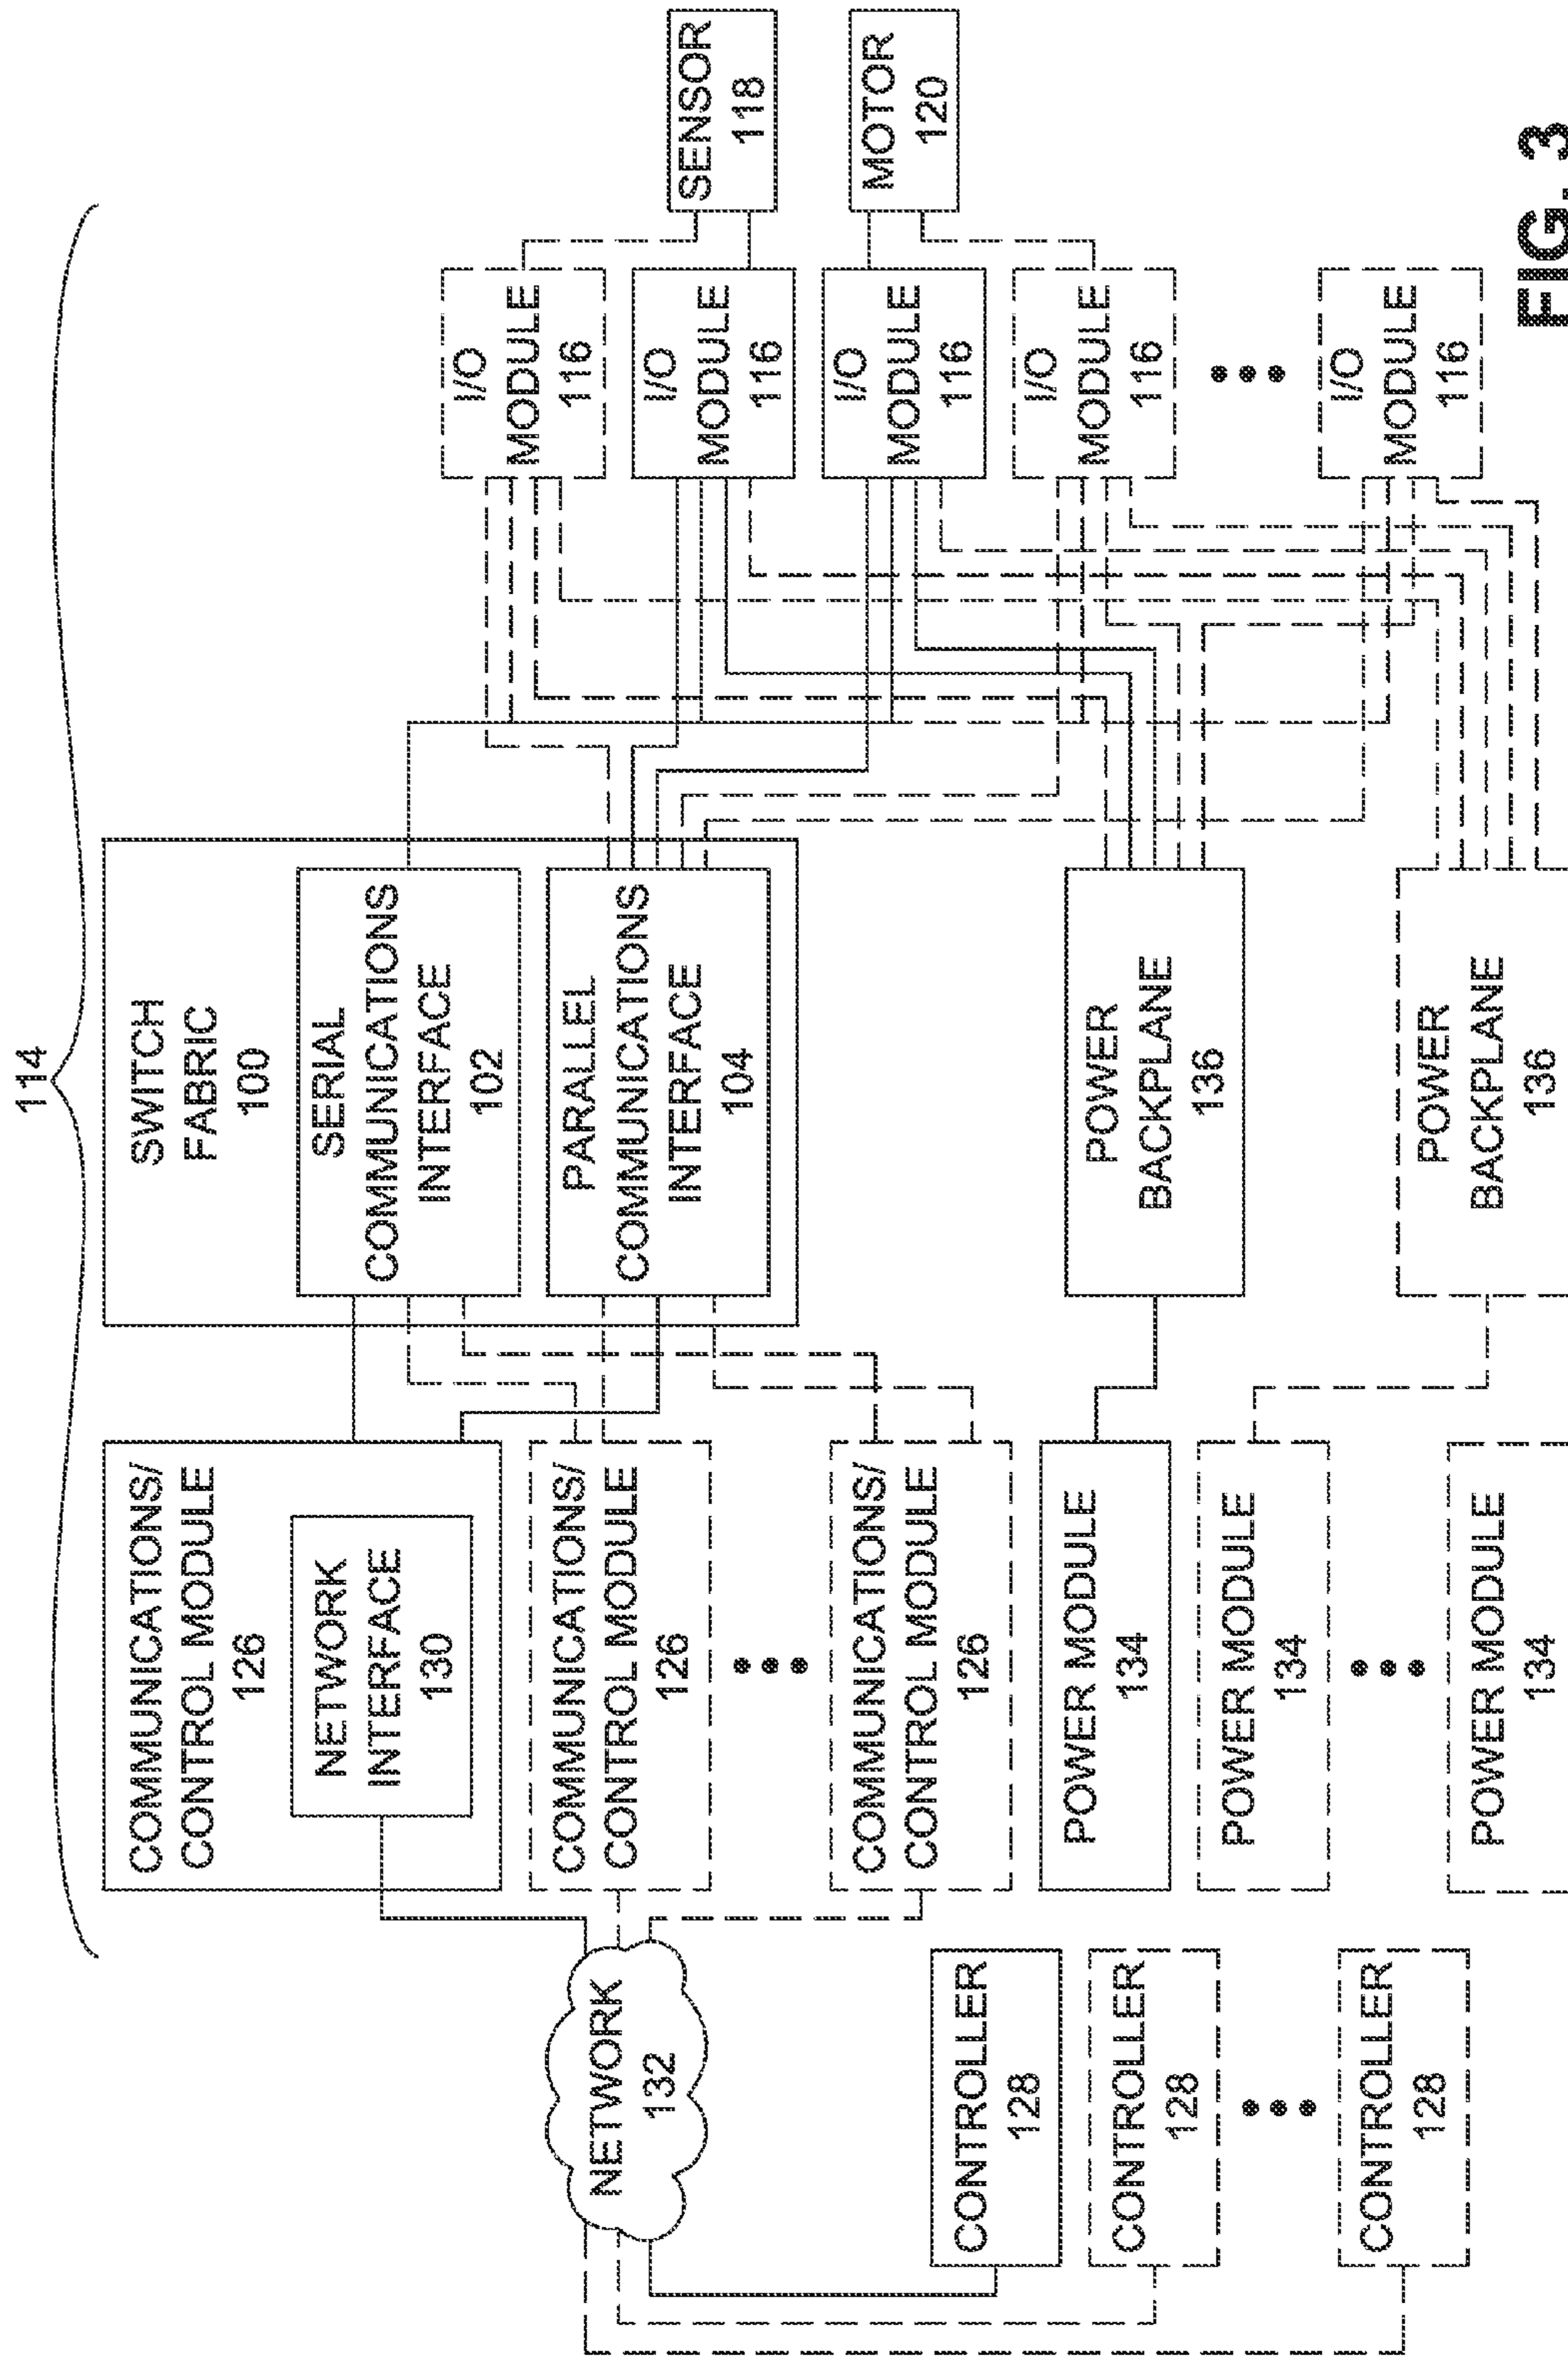 114
SWITCH
FABRIC
100
SERIAL
COMMUNICATIONS
INTERFACE
102
PARALLEL
COMMUNICATIONS
INTERFACE
104
COMMUNICATIONS/
CONTROL MODULE
126
NETWORK
INTERFACE
130
COMMUNICATIONS/
CONTROL MODULE
126
COMMUNICATIONS/
CONTROL MODULE
126
POWER MODULE
134
POWER MODULE
134
POWER MODULE
134
POWER
BACKPLANE
136
POWER
BACKPLANE
136
NETWORK
132
CONTROLLER
128
CONTROLLER
128
CONTROLLER
128
I/O
MODULE
116
I/O
MODULE
116
I/O
MODULE
116
I/O
MODULE
116
I/O
MODULE
116
SENSOR
118
MOTOR
120
FIG. 3